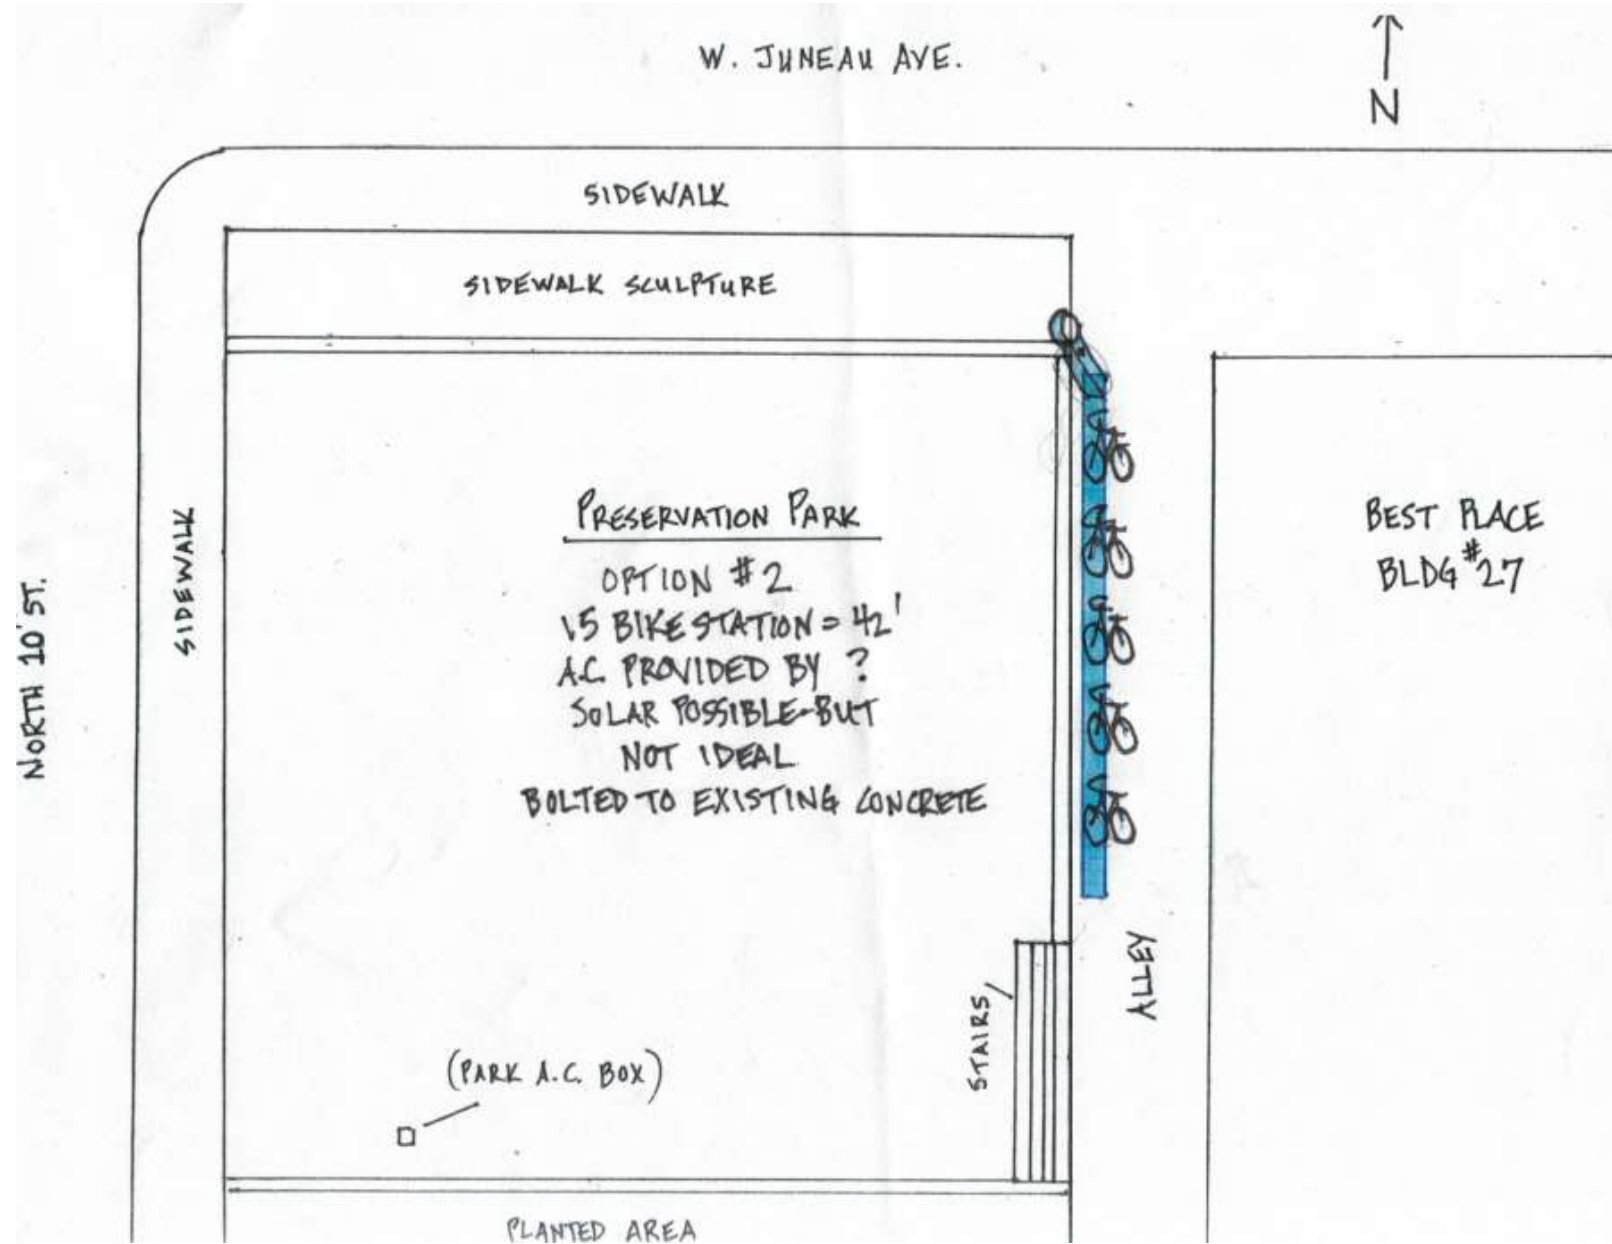 W. JUNEAU AVE.
N
SIDEWALK
SIDEWALK SCULPTURE
PRESERVATION PARK
OPTION #2
15 BIKE STATION = 42'
A.C. PROVIDED BY ?
SOLAR POSSIBLE-BUT
NOT IDEAL
BOLTED TO EXISTING CONCRETE
BEST PLACE
BLDG #27
SIDEWALK
NORTH 10' ST.
ALLEY
STAIRS
(PARK A.C. BOX)
PLANTED AREA